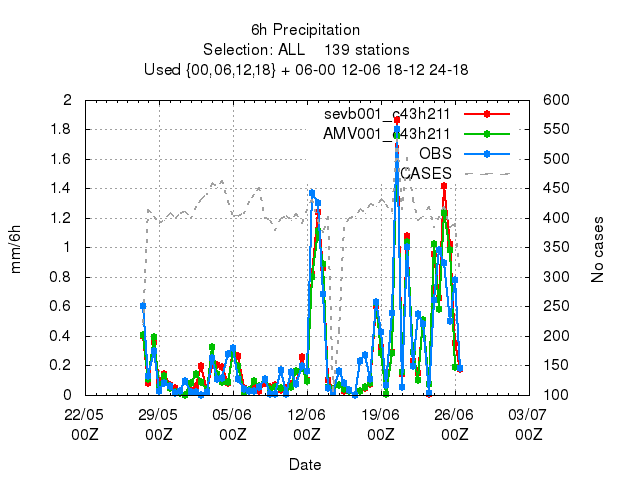 6h Precipitation
Selection: ALL    139 stations
Used {00,06,12,18} + 06-00 12-06 18-12 24-18
sevb001_c43h211
AMV001_c43h211
OBS
CASES
mm/6h
2
1.8
1.6
1.4
1.2
1
0.8
0.6
0.4
0.2
0
600
550
500
450
400
350
300
250
200
150
100
No cases
22/05 29/05 05/06 12/06 19/06 26/06 03/07
00Z 00Z 00Z 00Z 00Z 00Z 00Z
Date